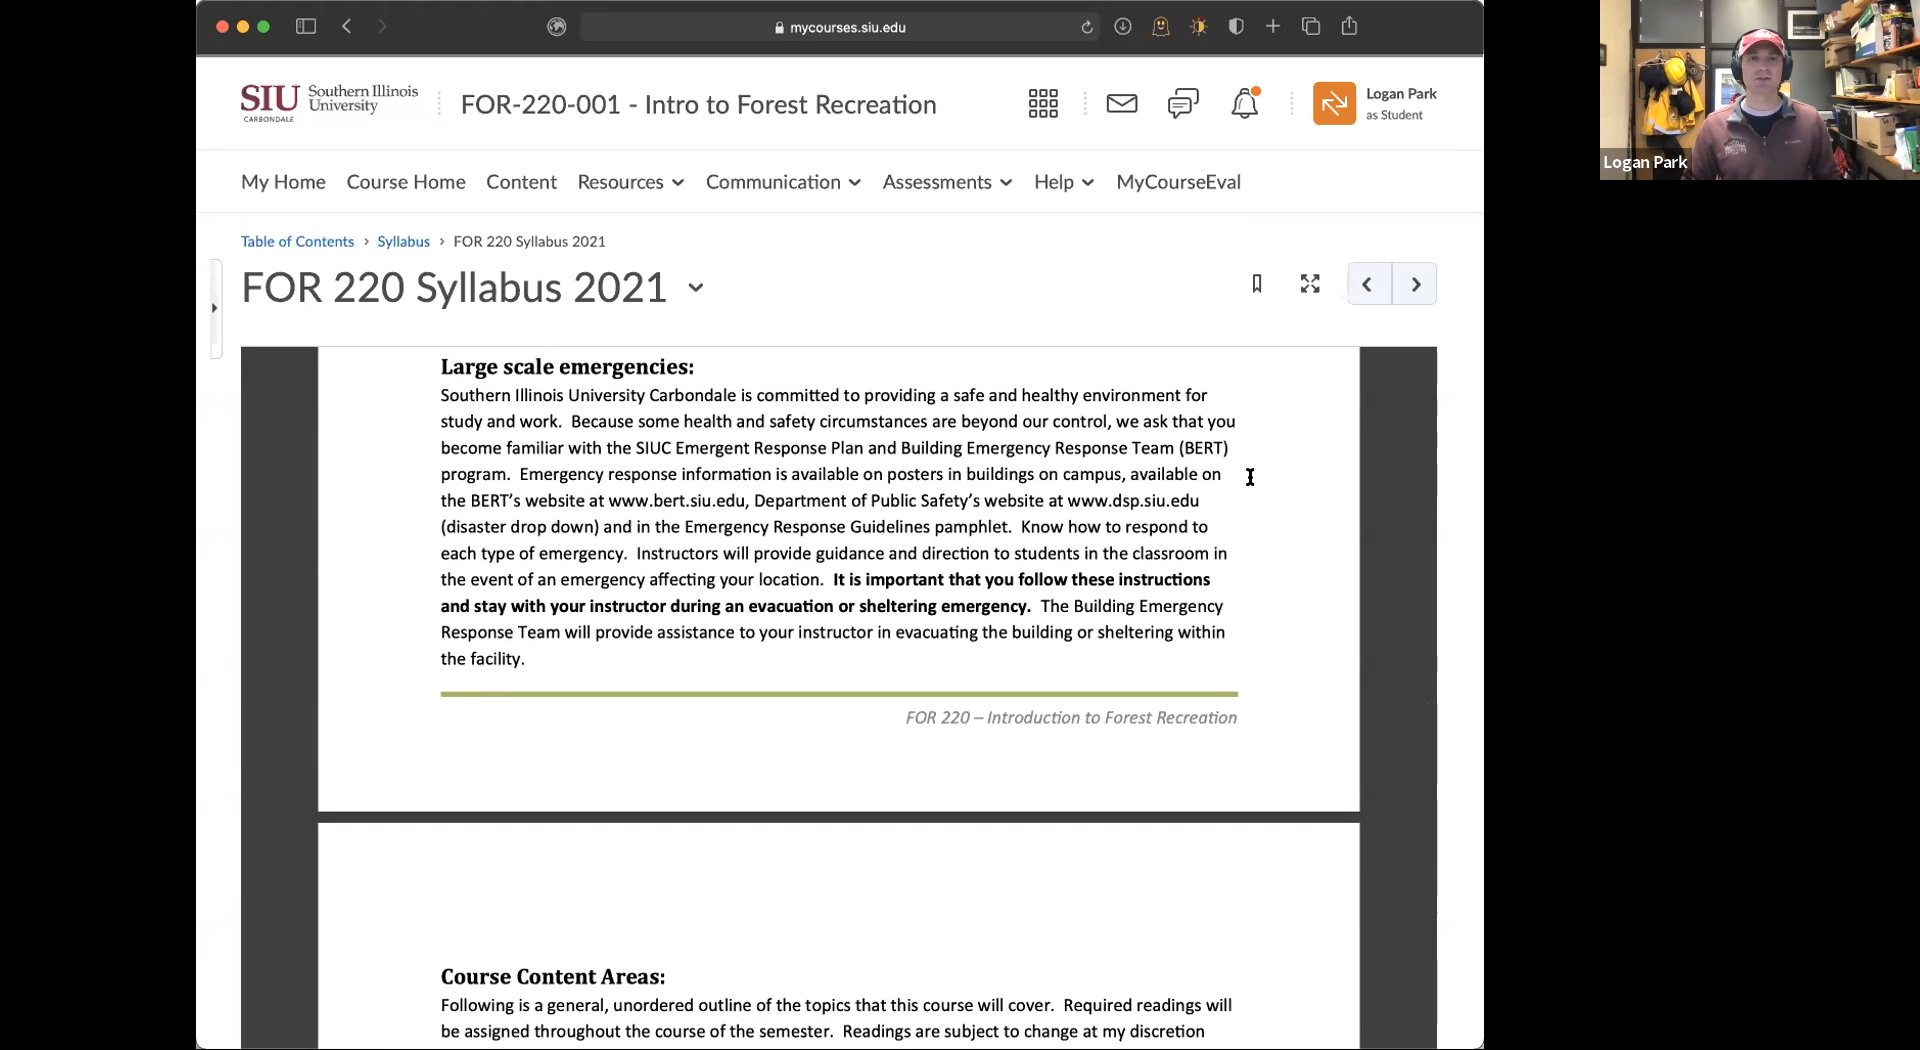 mycourses.siu.edu
SIU Southern Illinois
University
CARBONDALE
FOR-220-001 - Intro to Forest Recreation
Logan Park
as Student
Logan Park
My Home Course Home Content Resources Communication Assessments Help MyCourseEval
Table of Contents › Syllabus › FOR 220 Syllabus 2021
FOR 220 Syllabus 2021
Large scale emergencies:
Southern Illinois University Carbondale is committed to providing a safe and healthy environment for
study and work.  Because some health and safety circumstances are beyond our control, we ask that you
become familiar with the SIUC Emergent Response Plan and Building Emergency Response Team (BERT)
program.  Emergency response information is available on posters in buildings on campus, available on
the BERT’s website at www.bert.siu.edu, Department of Public Safety’s website at www.dsp.siu.edu
(disaster drop down) and in the Emergency Response Guidelines pamphlet.  Know how to respond to
each type of emergency.  Instructors will provide guidance and direction to students in the classroom in
the event of an emergency affecting your location.  It is important that you follow these instructions
and stay with your instructor during an evacuation or sheltering emergency.  The Building Emergency
Response Team will provide assistance to your instructor in evacuating the building or sheltering within
the facility.
FOR 220 – Introduction to Forest Recreation
Course Content Areas:
Following is a general, unordered outline of the topics that this course will cover.  Required readings will
be assigned throughout the course of the semester.  Readings are subject to change at my discretion